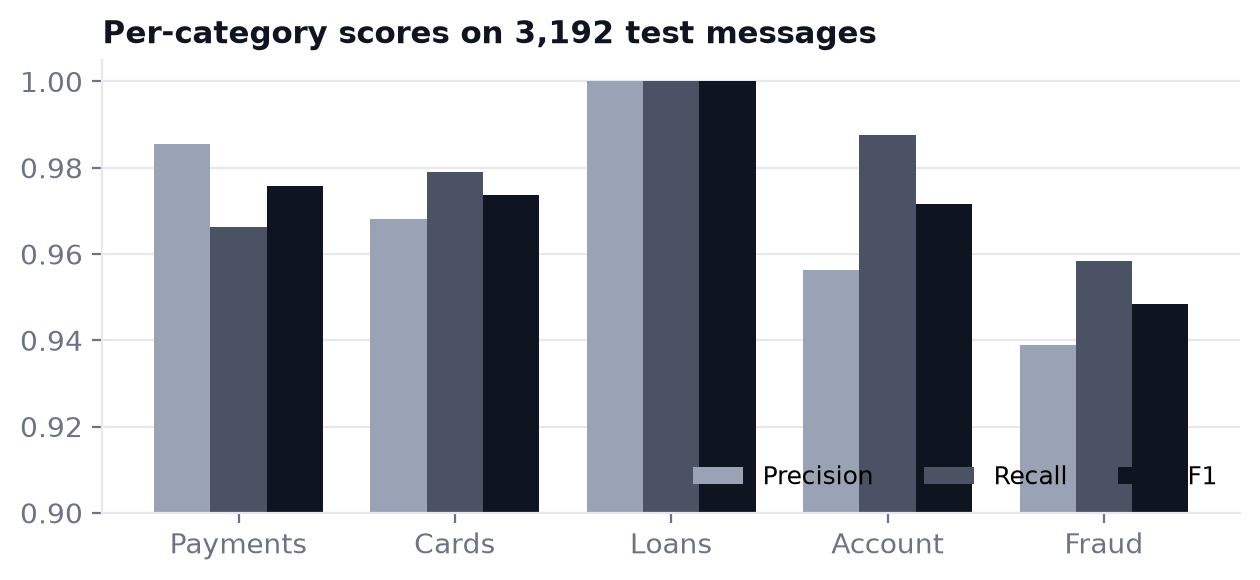 Per-category scores on 3,192 test messages
1.00
0.98
0.96
0.94
0.92
0.90
Precision Recall F1
Payments Cards Loans Account Fraud